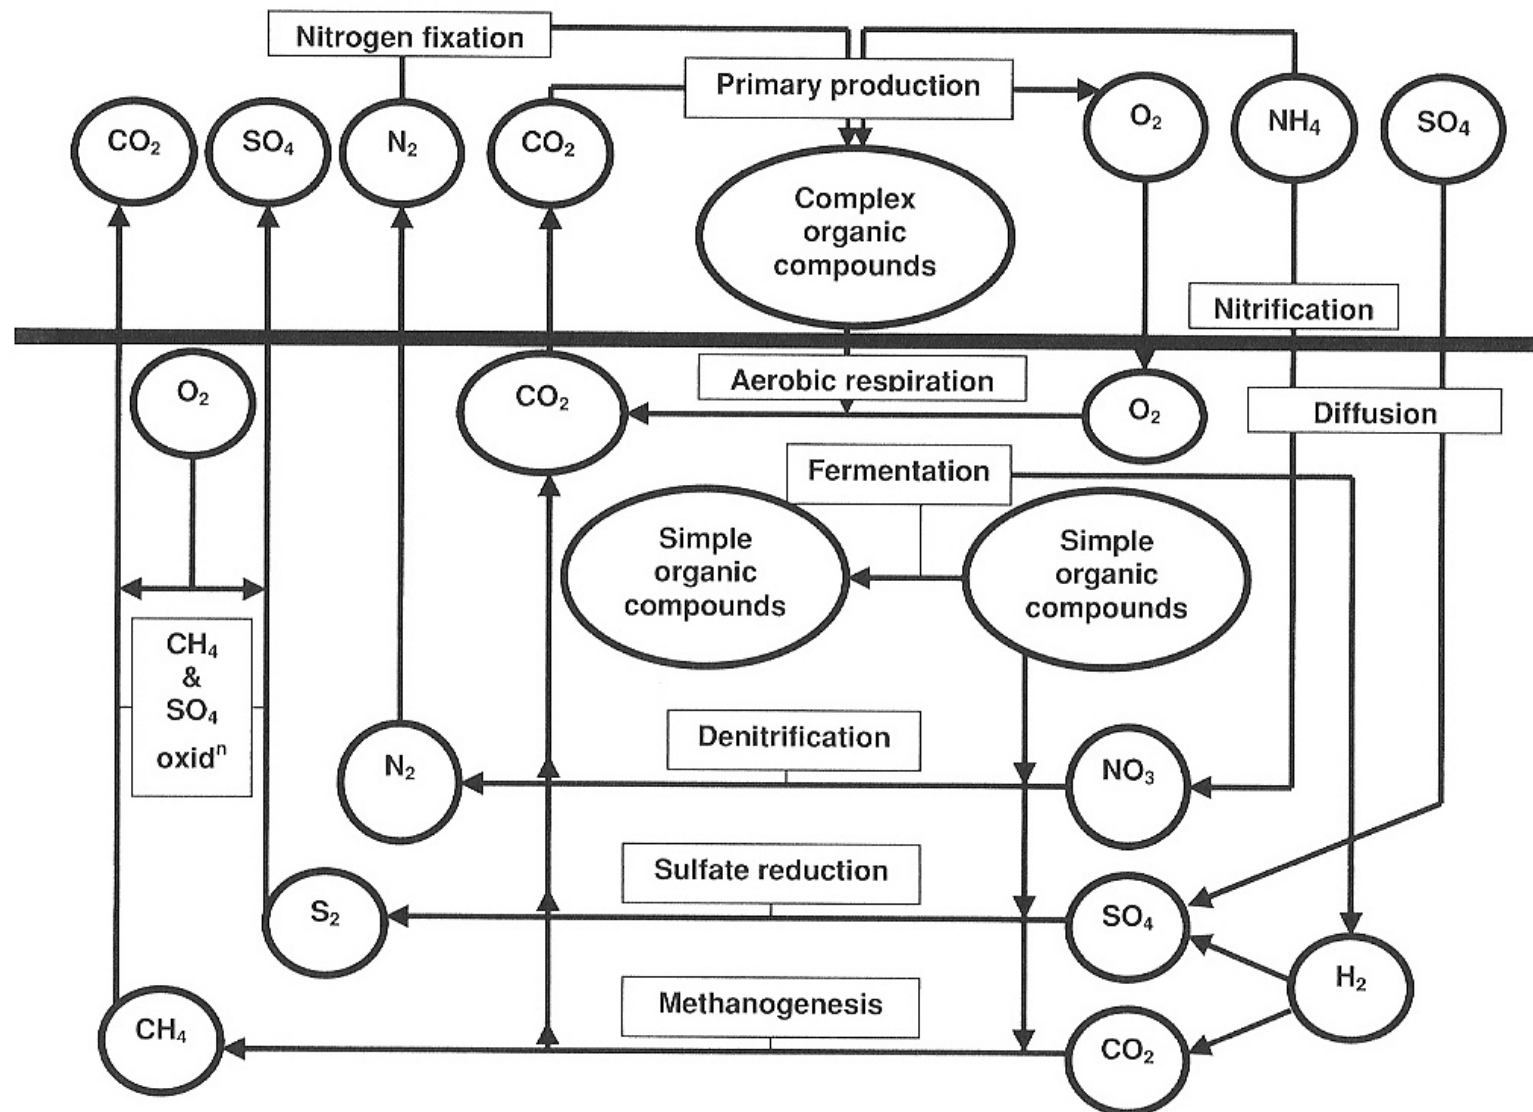 Nitrogen fixation
Primary production
CO₂
SO₄
N₂
CO₂
O₂
NH₄
SO₄
Complex
organic
compounds
Nitrification
O₂
CO₂
Aerobic respiration
O₂
Diffusion
Fermentation
Simple
organic
compounds
Simple
organic
compounds
CH₄
&
SO₄
oxidⁿ
Denitrification
N₂
NO₃
Sulfate reduction
S₂
SO₄
Methanogenesis
H₂
CH₄
CO₂